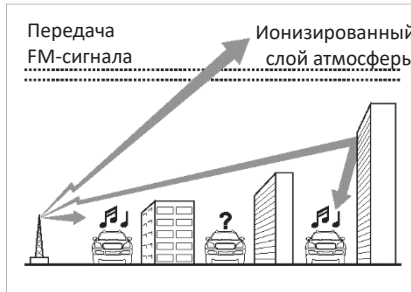 Передача
FM-сигнала
Ионизированный
слой атмосферы
?